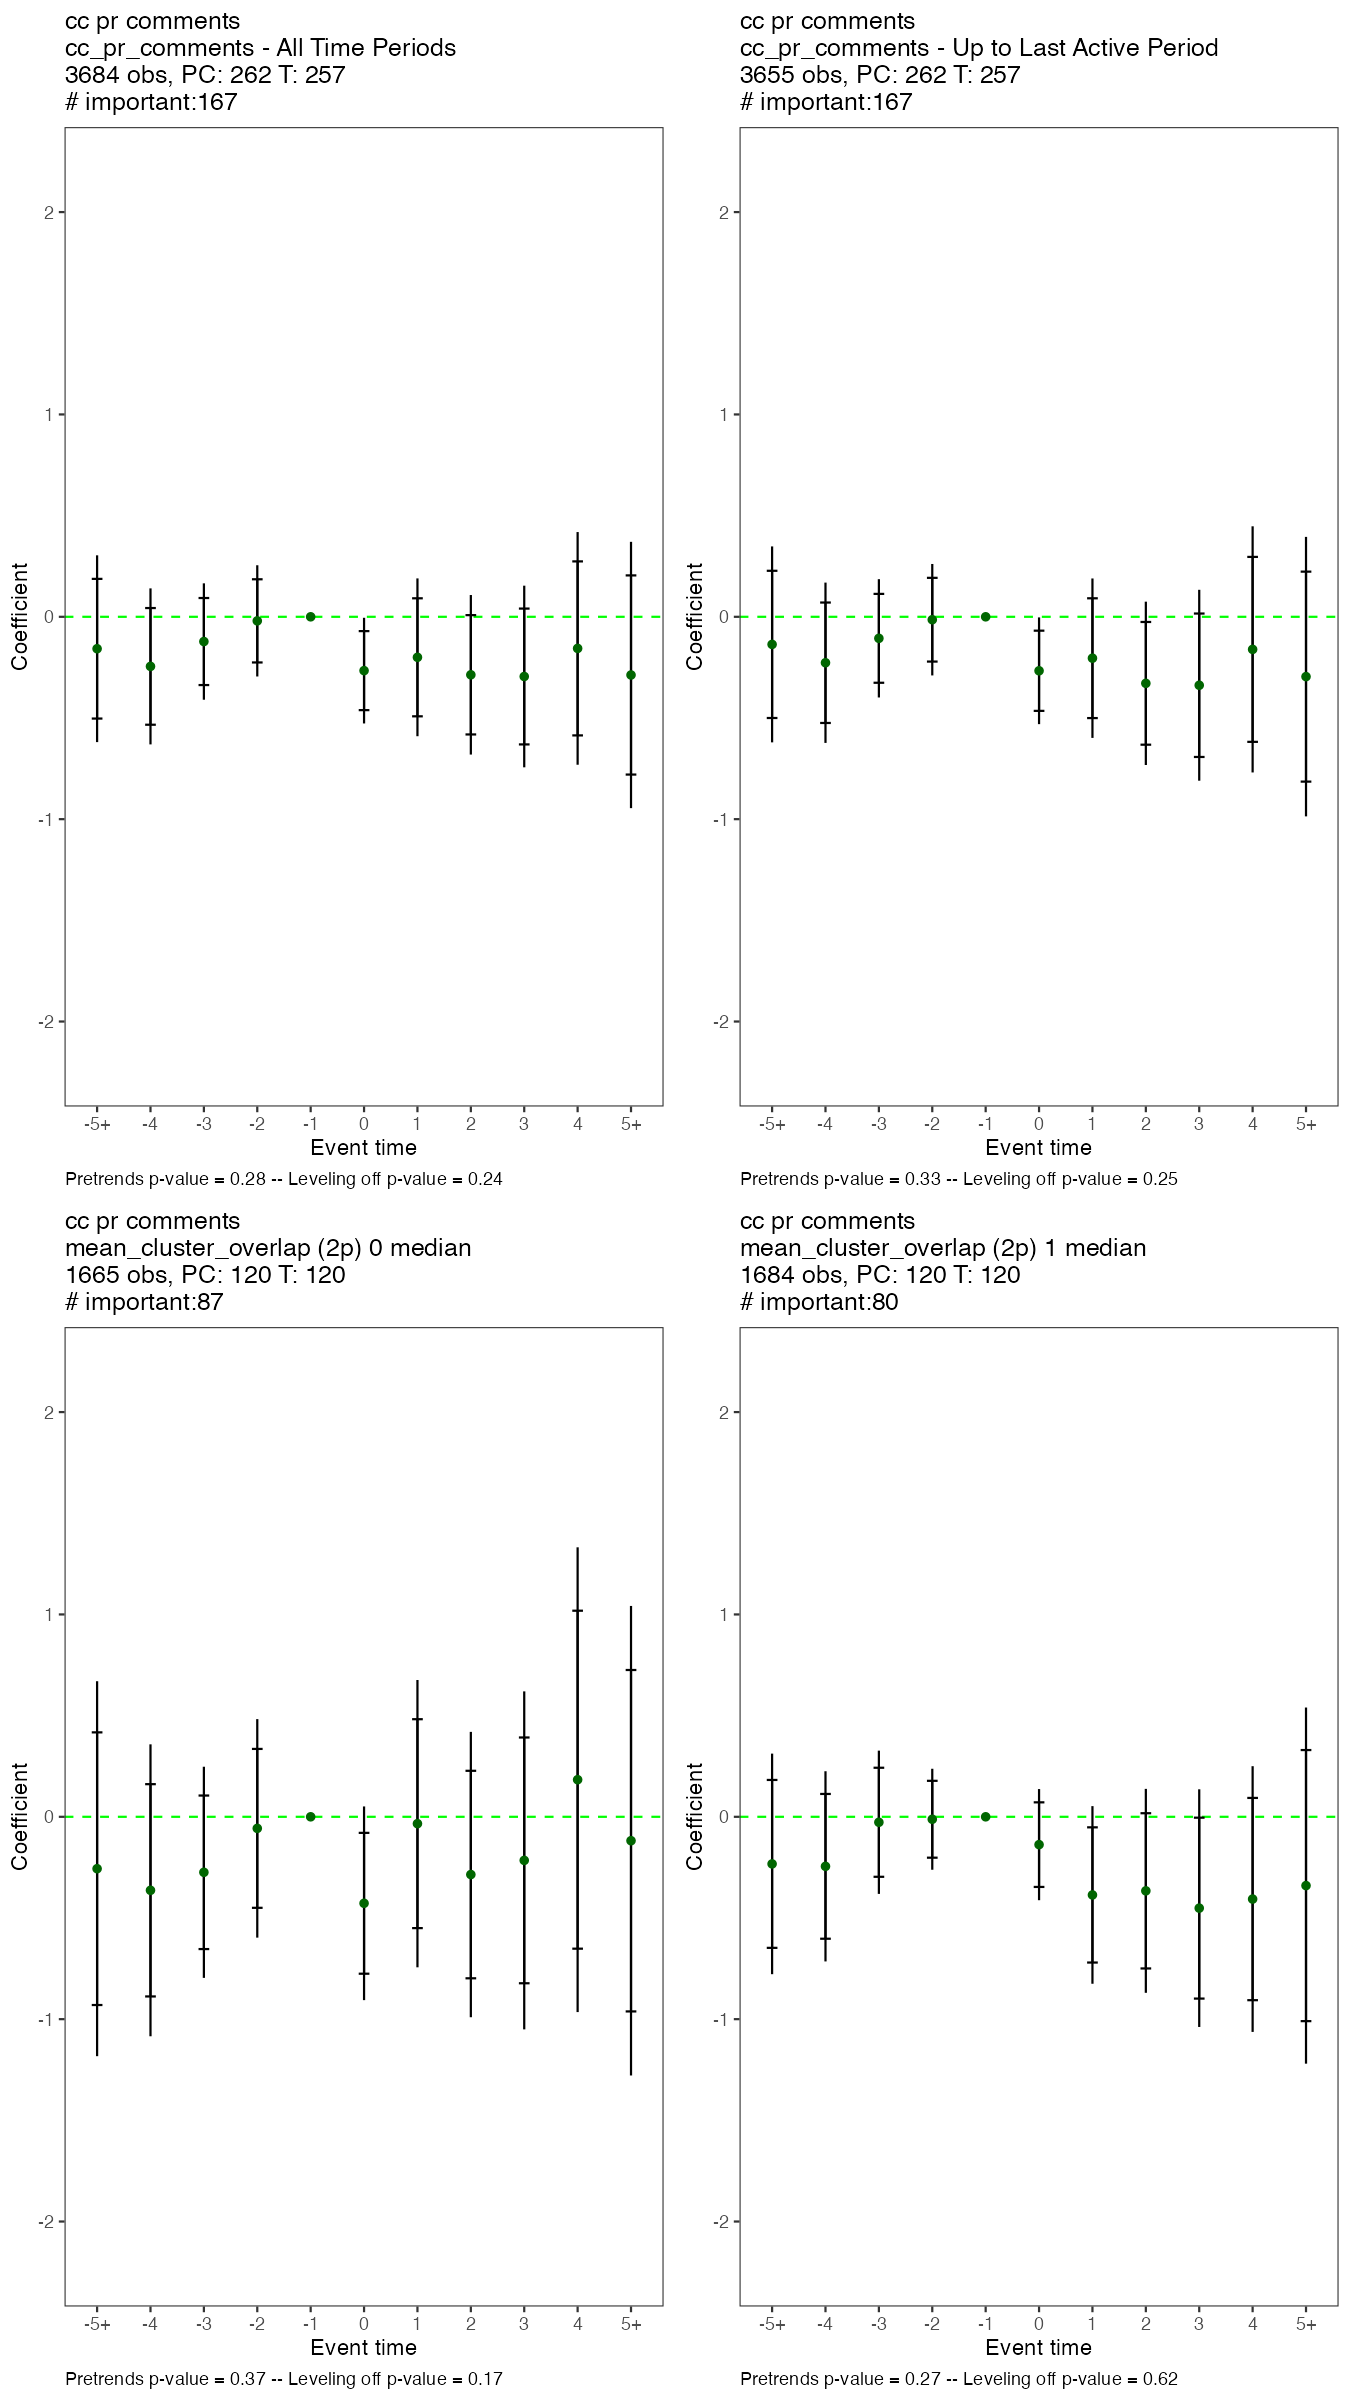 cc pr comments
cc_pr_comments - All Time Periods
3684 obs, PC: 262 T: 257
# important:167
2
1
0
-1
-2
Coefficient
-5+ -4 -3 -2 -1 0 1 2 3 4 5+
Event time
Pretrends p-value = 0.28 -- Leveling off p-value = 0.24
cc pr comments
cc_pr_comments - Up to Last Active Period
3655 obs, PC: 262 T: 257
# important:167
2
1
0
-1
-2
Coefficient
-5+ -4 -3 -2 -1 0 1 2 3 4 5+
Event time
Pretrends p-value = 0.33 -- Leveling off p-value = 0.25
cc pr comments
mean_cluster_overlap (2p) 0 median
1665 obs, PC: 120 T: 120
# important:87
2
1
0
-1
-2
Coefficient
-5+ -4 -3 -2 -1 0 1 2 3 4 5+
Event time
Pretrends p-value = 0.37 -- Leveling off p-value = 0.17
cc pr comments
mean_cluster_overlap (2p) 1 median
1684 obs, PC: 120 T: 120
# important:80
2
1
0
-1
-2
Coefficient
-5+ -4 -3 -2 -1 0 1 2 3 4 5+
Event time
Pretrends p-value = 0.27 -- Leveling off p-value = 0.62